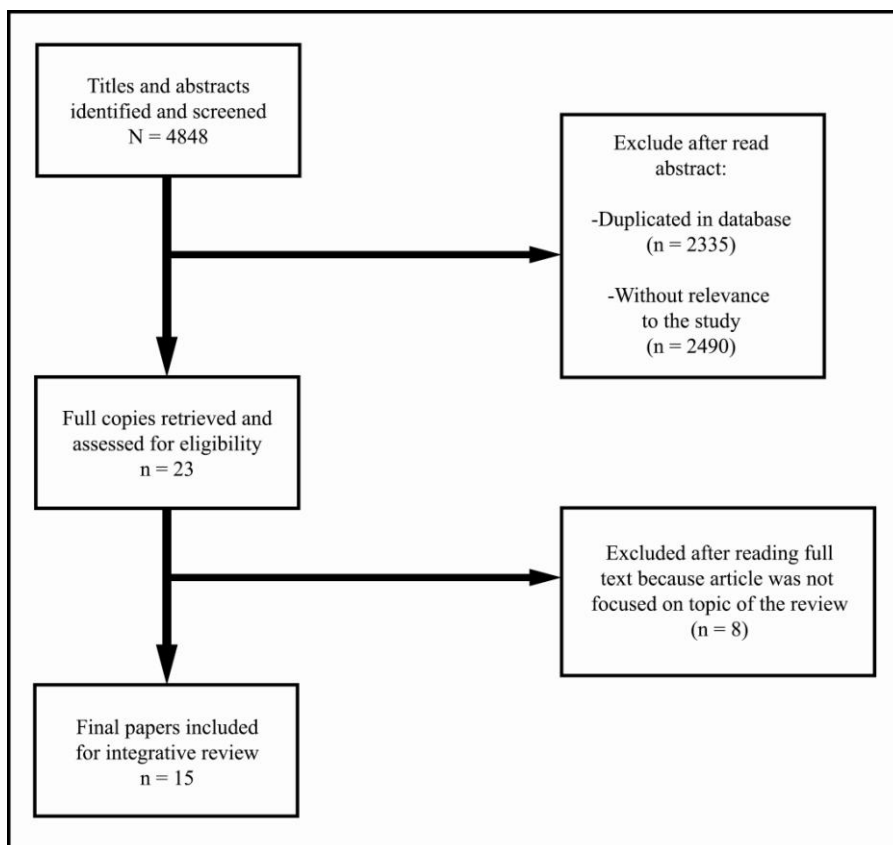 Titles and abstracts
identified and screened
N = 4848
Exclude after read
abstract:
-Duplicated in database
(n = 2335)
-Without relevance
to the study
(n = 2490)
Full copies retrieved and
assessed for eligibility
n = 23
Excluded after reading full
text because article was not
focused on topic of the review
(n = 8)
Final papers included
for integrative review
n = 15